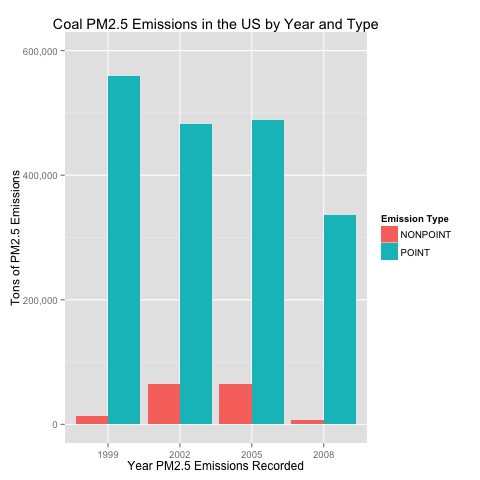 Coal PM2.5 Emissions in the US by Year and Type
600,000
400,000
200,000
0
Tons of PM2.5 Emissions
1999 2002 2005 2008
Year PM2.5 Emissions Recorded
Emission Type
NONPOINT
POINT